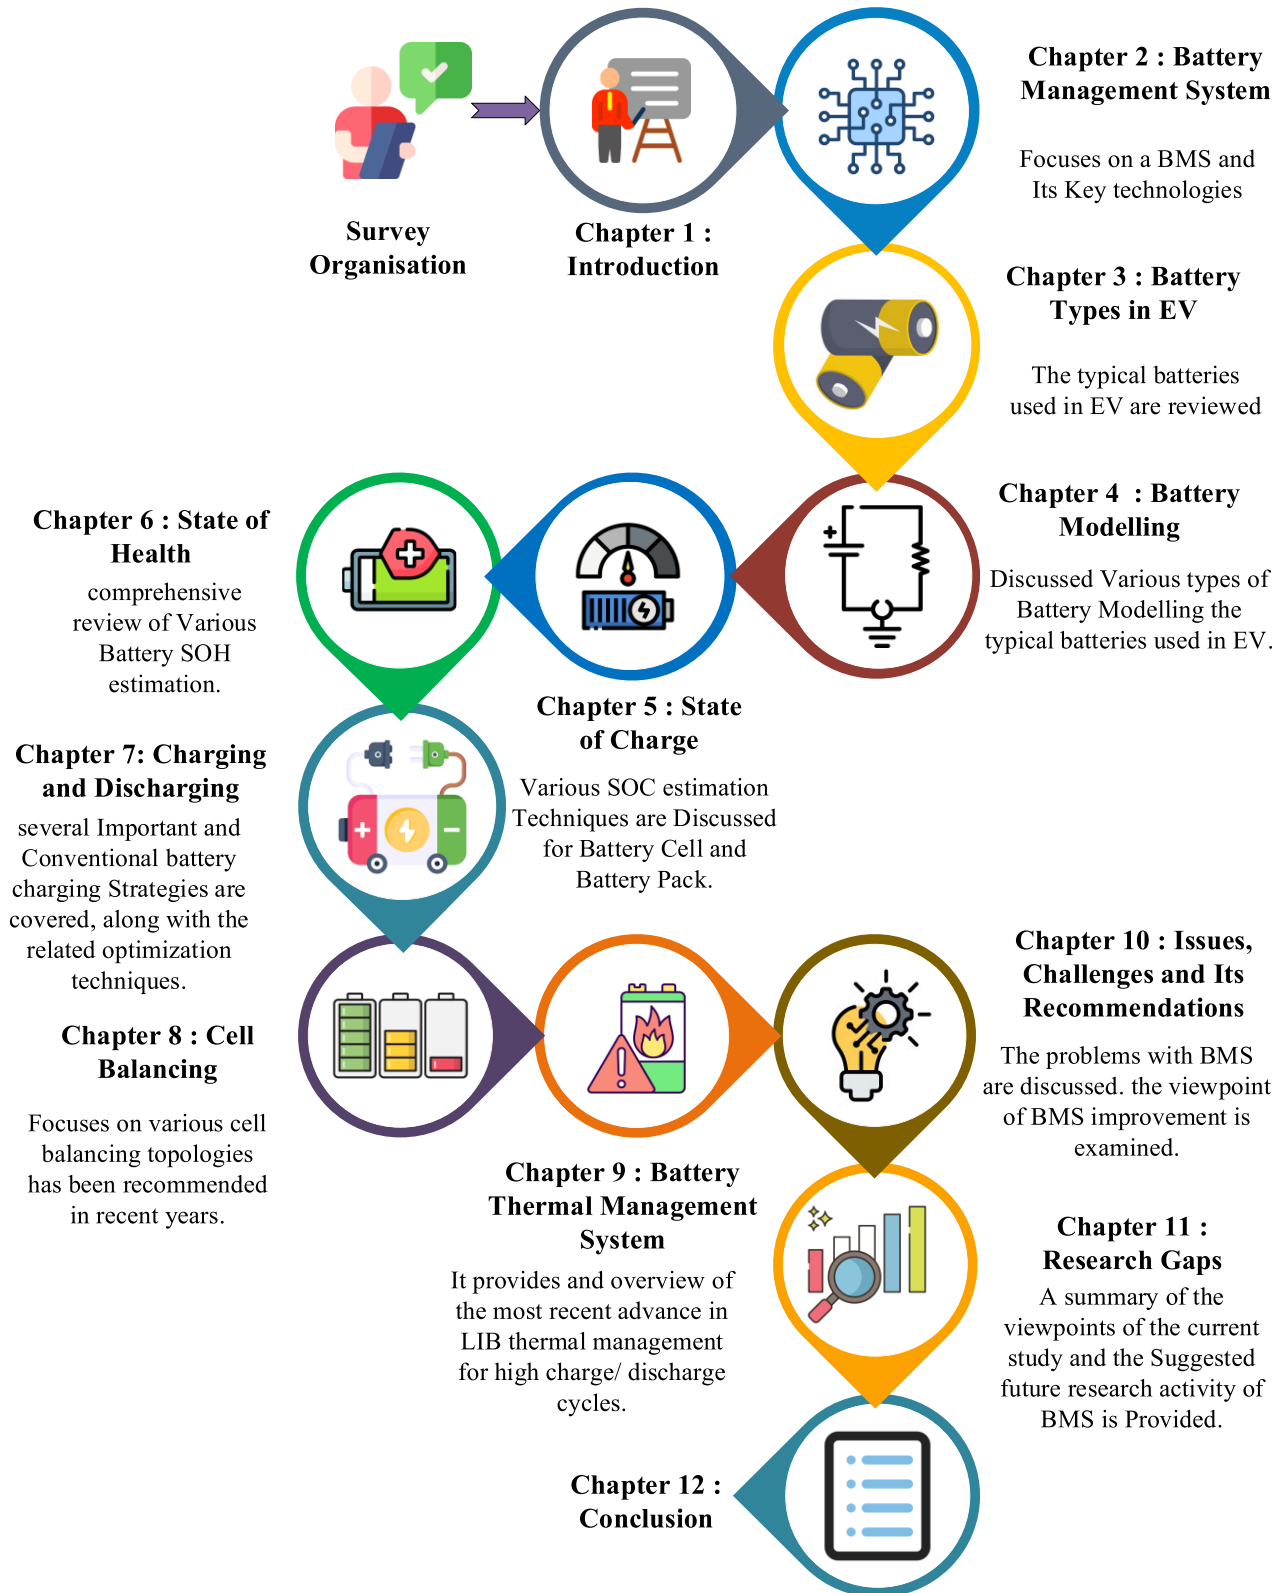 Survey
Organisation
Chapter 1 :
Introduction
Chapter 2 : Battery
Management System
Focuses on a BMS and
Its Key technologies
Chapter 3 : Battery
Types in EV
The typical batteries
used in EV are reviewed
Chapter 4  : Battery
Modelling
Discussed Various types of
Battery Modelling the
typical batteries used in EV.
Chapter 5 : State
of Charge
Various SOC estimation
Techniques are Discussed
for Battery Cell and
Battery Pack.
Chapter 6 : State of
Health
comprehensive
review of Various
Battery SOH
estimation.
Chapter 7: Charging
and Discharging
several Important and
Conventional battery
charging Strategies are
covered, along with the
related optimization
techniques.
Chapter 8 : Cell
Balancing
Focuses on various cell
balancing topologies
has been recommended
in recent years.
Chapter 9 : Battery
Thermal Management
System
It provides and overview of
the most recent advance in
LIB thermal management
for high charge/ discharge
cycles.
Chapter 10 : Issues,
Challenges and Its
Recommendations
The problems with BMS
are discussed. the viewpoint
of BMS improvement is
examined.
Chapter 11 :
Research Gaps
A summary of the
viewpoints of the current
study and the Suggested
future research activity of
BMS is Provided.
Chapter 12 :
Conclusion